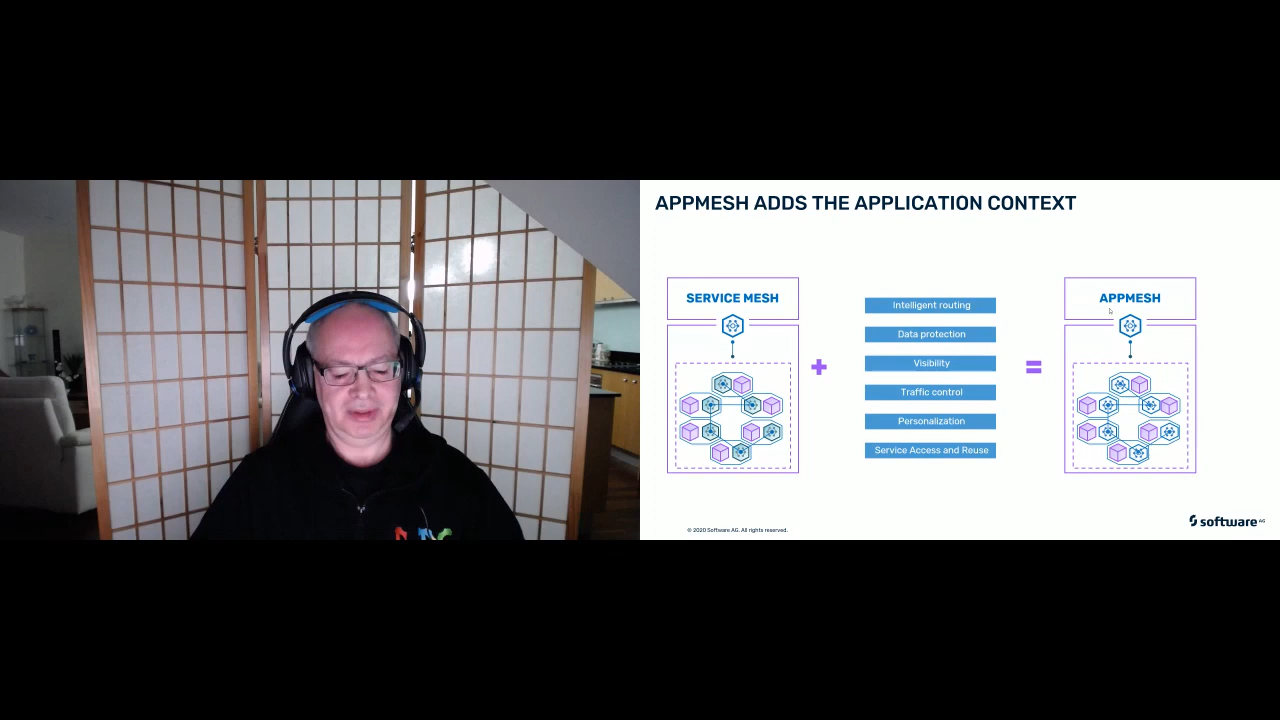 APPMESH ADDS THE APPLICATION CONTEXT
SERVICE MESH
Intelligent routing
Data protection
Visibility
Traffic control
Personalization
Service Access and Reuse
APPMESH
© 2020 Software AG. All rights reserved.
software AG